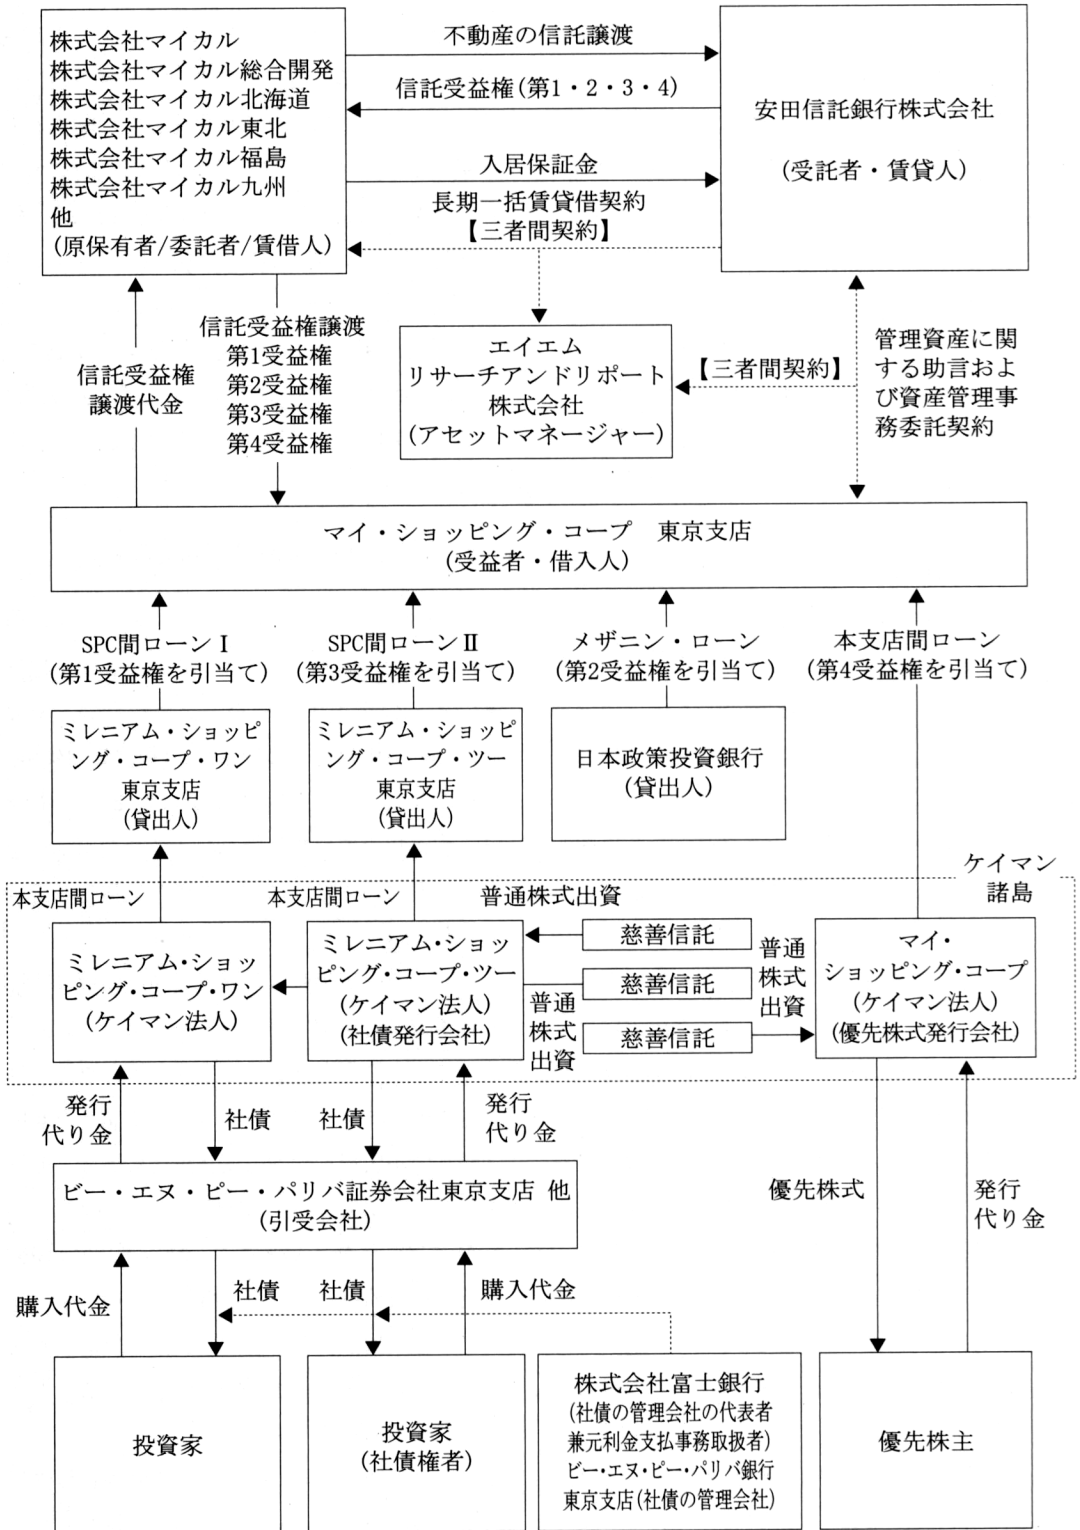 株式会社マイカル
株式会社マイカル総合開発
株式会社マイカル北海道
株式会社マイカル東北
株式会社マイカル福島
株式会社マイカル九州
他
(原保有者/委託者/賃借人)
不動産の信託譲渡
信託受益権(第1・2・3・4)
入居保証金
長期一括賃貸借契約
【三者間契約】
安田信託銀行株式会社
(受託者・賃貸人)
信託受益権
譲渡代金
信託受益権譲渡
第1受益権
第2受益権
第3受益権
第4受益権
エイエム
リサーチアンドリポート
株式会社
(アセットマネージャー)
【三者間契約】
管理資産に関
する助言およ
び資産管理事
務委託契約
マイ・ショッピング・コープ 東京支店
(受益者・借入人)
SPC間ローンⅠ
(第1受益権を引当て)
SPC間ローンⅡ
(第3受益権を引当て)
メザニン・ローン
(第2受益権を引当て)
本支店間ローン
(第4受益権を引当て)
ミレニアム・ショッピ
ング・コープ・ワン
東京支店
(貸出人)
ミレニアム・ショッピ
ング・コープ・ツー
東京支店
(貸出人)
日本政策投資銀行
(貸出人)
ケイマン
諸島
本支店間ローン
本支店間ローン
普通株式出資
ミレニアム・ショッ
ピング・コープ・ワン
(ケイマン法人)
ミレニアム・ショッ
ピング・コープ・ツー
(ケイマン法人)
(社債発行会社)
慈善信託
慈善信託
慈善信託
普通
株式
出資
普通
株式
出資
マイ・
ショッピング・コープ
(ケイマン法人)
(優先株式発行会社)
発行
代り金
社債
社債
発行
代り金
ビー・エヌ・ピー・パリバ証券会社東京支店 他
(引受会社)
優先株式
発行
代り金
購入代金
社債
社債
購入代金
投資家
投資家
(社債権者)
株式会社富士銀行
(社債の管理会社の代表者
兼元利金支払事務取扱者)
ビー・エヌ・ピー・パリバ銀行
東京支店(社債の管理会社)
優先株主